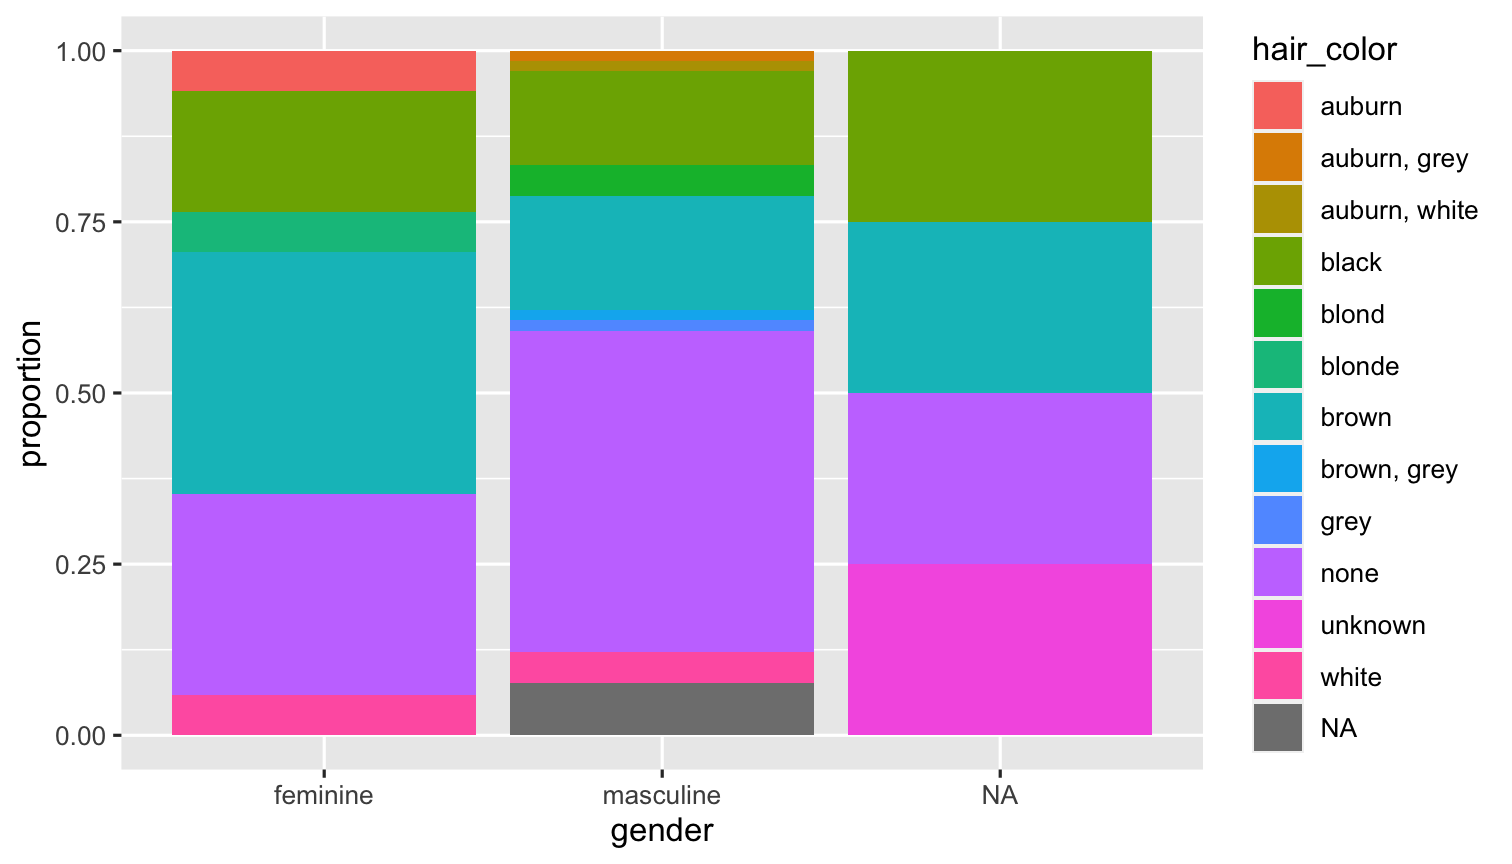 1.00
0.75
0.50
0.25
0.00
proportion
feminine
masculine
NA
gender
hair_color
auburn
auburn, grey
auburn, white
black
blond
blonde
brown
brown, grey
grey
none
unknown
white
NA